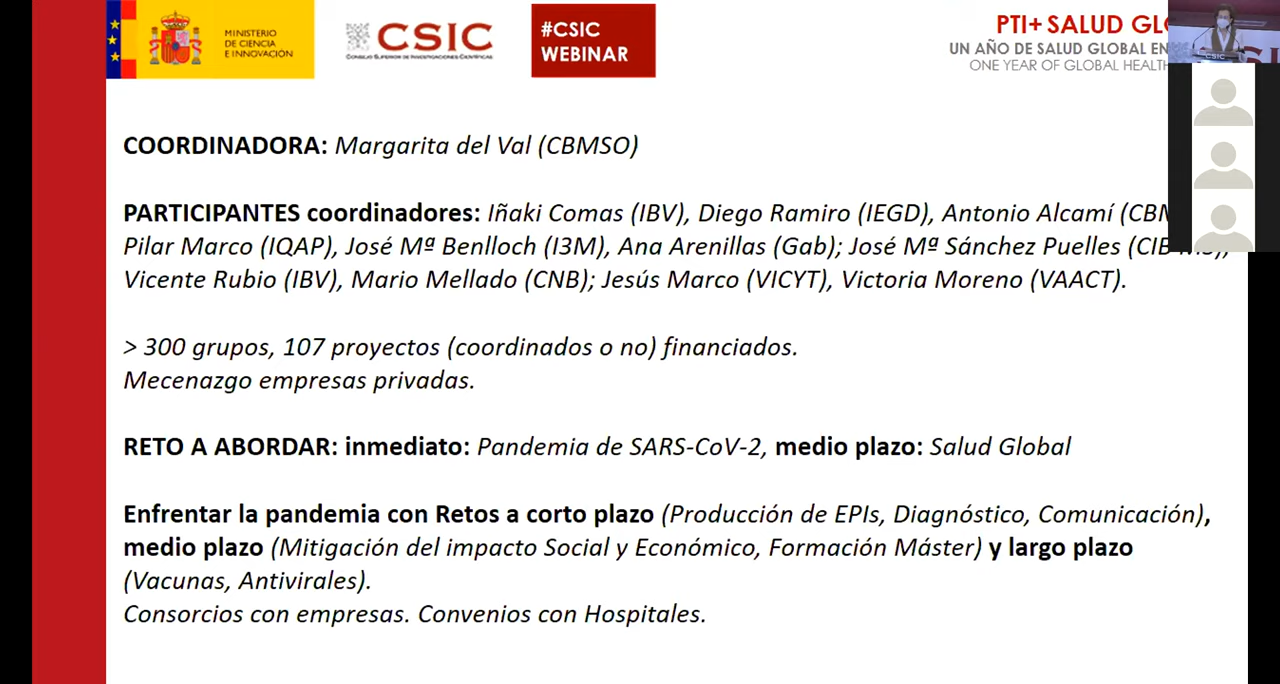 MINISTERIO
DE CIENCIA
E INNOVACIÓN
CSIC
CONSEJO SUPERIOR DE INVESTIGACIONES CIENTÍFICAS
#CSIC
WEBINAR
PTI+ SALUD
UN AÑO DE SALUD GLOBAL EN
ONE YEAR OF GLOBAL HEALTH
CSIC
COORDINADORA: Margarita del Val (CBMSO)
PARTICIPANTES coordinadores: Iñaki Comas (IBV), Diego Ramiro (IEGD), Antonio Alcamí
Pilar Marco (IQAP), José Mª Benlloch (I3M), Ana Arenillas (Gab); José Mª Sánchez Puelles
Vicente Rubio (IBV), Mario Mellado (CNB); Jesús Marco (VICYT), Victoria Moreno (VAACT).
> 300 grupos, 107 proyectos (coordinados o no) financiados.
Mecenazgo empresas privadas.
RETO A ABORDAR: inmediato: Pandemia de SARS-CoV-2, medio plazo: Salud Global
Enfrentar la pandemia con Retos a corto plazo (Producción de EPIs, Diagnóstico, Comunicación),
medio plazo (Mitigación del impacto Social y Económico, Formación Máster) y largo plazo
(Vacunas, Antivirales).
Consorcios con empresas. Convenios con Hospitales.